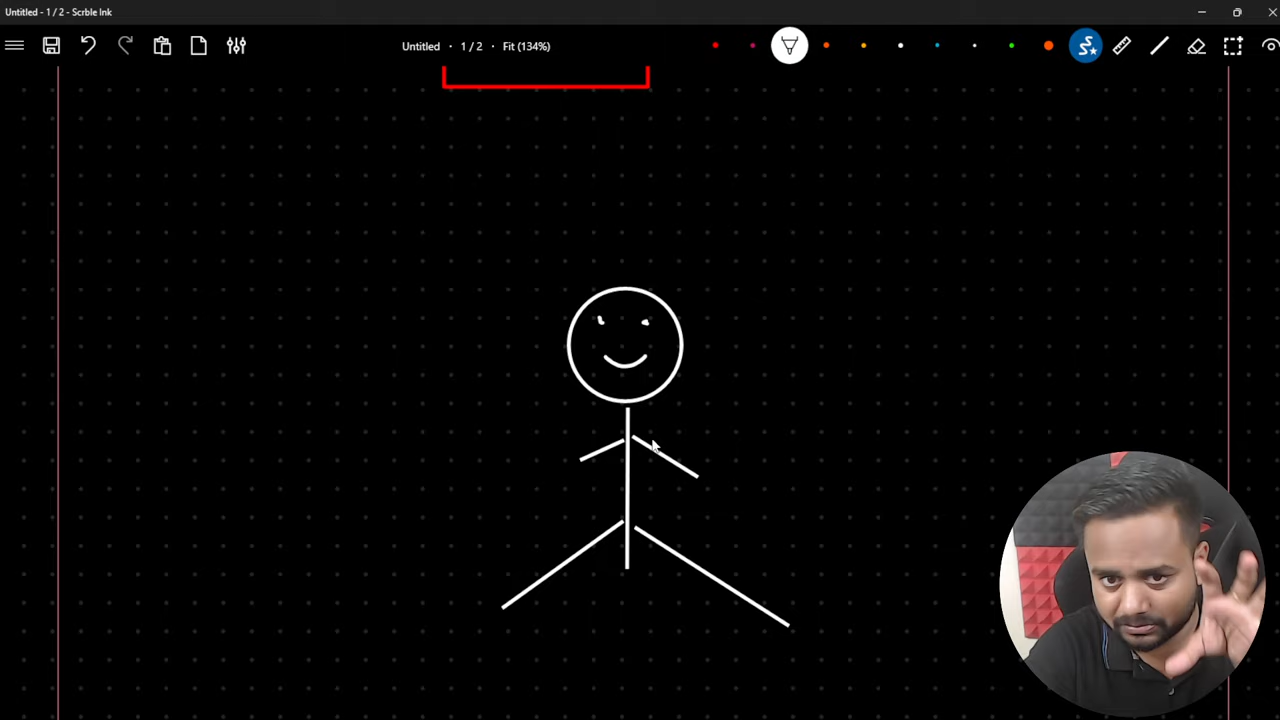 Untitled - 1 / 2 - Scrble Ink
Untitled · 1 / 2 · Fit (134%)